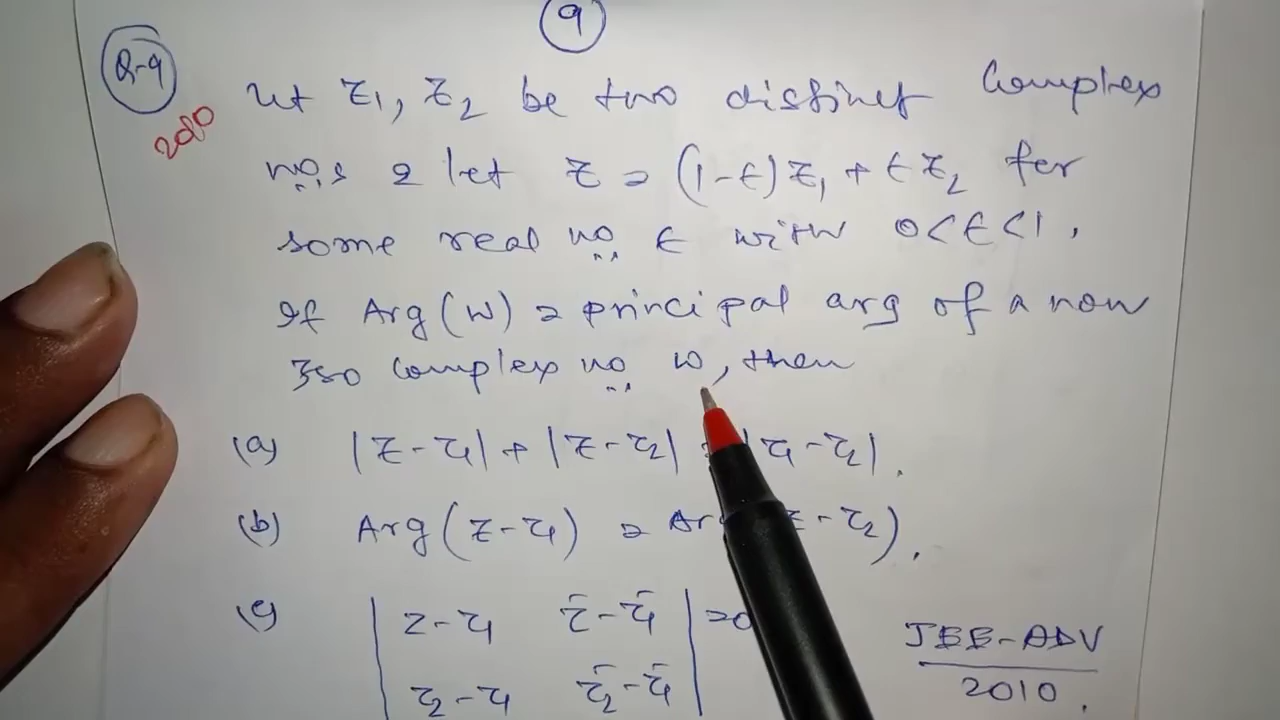 9
Q-9
2010
Let z1, z2 be two distinct complex
no.s & let z = (1-t)z1 + t z2 for
some real no t with 0<t<1,
If Arg(w) = principal arg of a non
zero complex no w, then
(a) |z-z1| + |z-z2| = |z1-z2|.
(b) Arg(z-z1) = Ar (z-z2).
(c) | z-z1 z̄-z̄1 | =0
| z2-z1 z̄2-z̄1 |
JEE-ADV
2010.